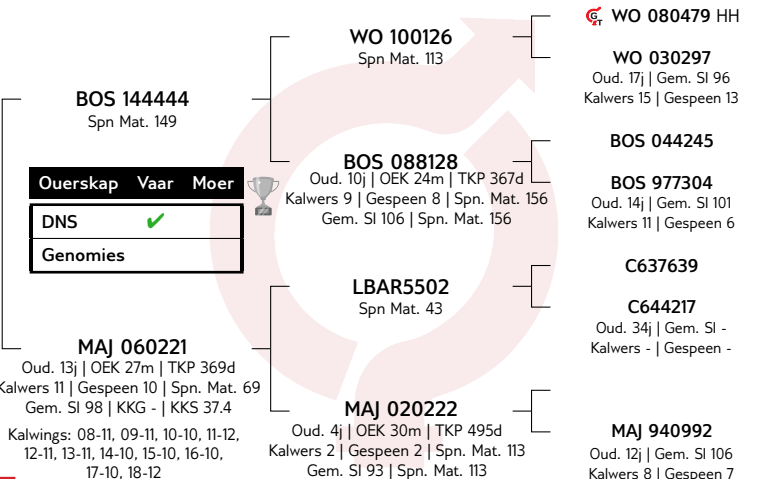 BOS 144444
Spn Mat. 149
Ouerskap Vaar Moer
DNS ✔
Genomies
MAJ 060221
Oud. 13j | OEK 27m | TKP 369d
Kalwers 11 | Gespeen 10 | Spn. Mat. 69
Gem. SI 98 | KKG - | KKS 37.4
Kalwings: 08-11, 09-11, 10-10, 11-12,
12-11, 13-11, 14-10, 15-10, 16-10,
17-10, 18-12
WO 100126
Spn Mat. 113
BOS 088128
Oud. 10j | OEK 24m | TKP 367d
Kalwers 9 | Gespeen 8 | Spn. Mat. 156
Gem. SI 106 | Spn. Mat. 156
LBAR5502
Spn Mat. 43
MAJ 020222
Oud. 4j | OEK 30m | TKP 495d
Kalwers 2 | Gespeen 2 | Spn. Mat. 113
Gem. SI 93 | Spn. Mat. 113
GT WO 080479 HH
WO 030297
Oud. 17j | Gem. SI 96
Kalwers 15 | Gespeen 13
BOS 044245
BOS 977304
Oud. 14j | Gem. SI 101
Kalwers 11 | Gespeen 6
C637639
C644217
Oud. 34j | Gem. SI -
Kalwers - | Gespeen -
MAJ 940992
Oud. 12j | Gem. SI 106
Kalwers 8 | Gespeen 7